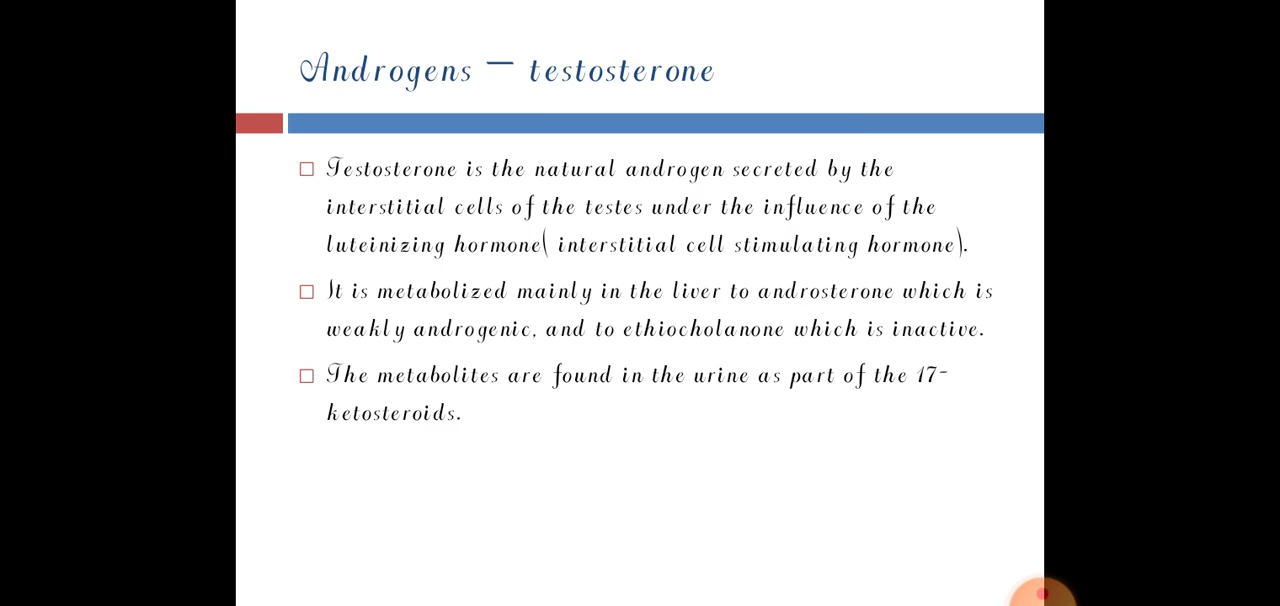 Androgens – testosterone
Testosterone is the natural androgen secreted by the
interstitial cells of the testes under the influence of the
luteinizing hormone( interstitial cell stimulating hormone).
It is metabolized mainly in the liver to androsterone which is
weakly androgenic, and to ethiocholanone which is inactive.
The metabolites are found in the urine as part of the 17-
ketosteroids.